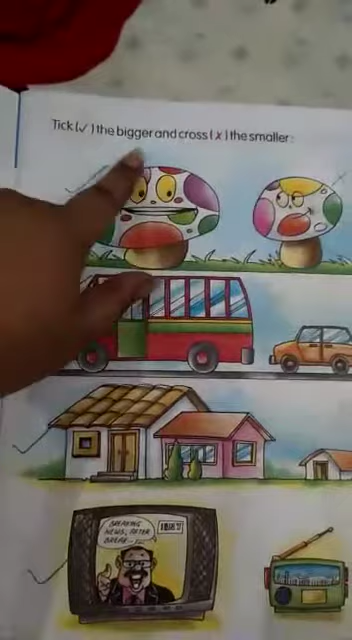 Tick (✓) the bigger and cross (x) the smaller:
BREAKING
NEWS, AFTER
BREAK...